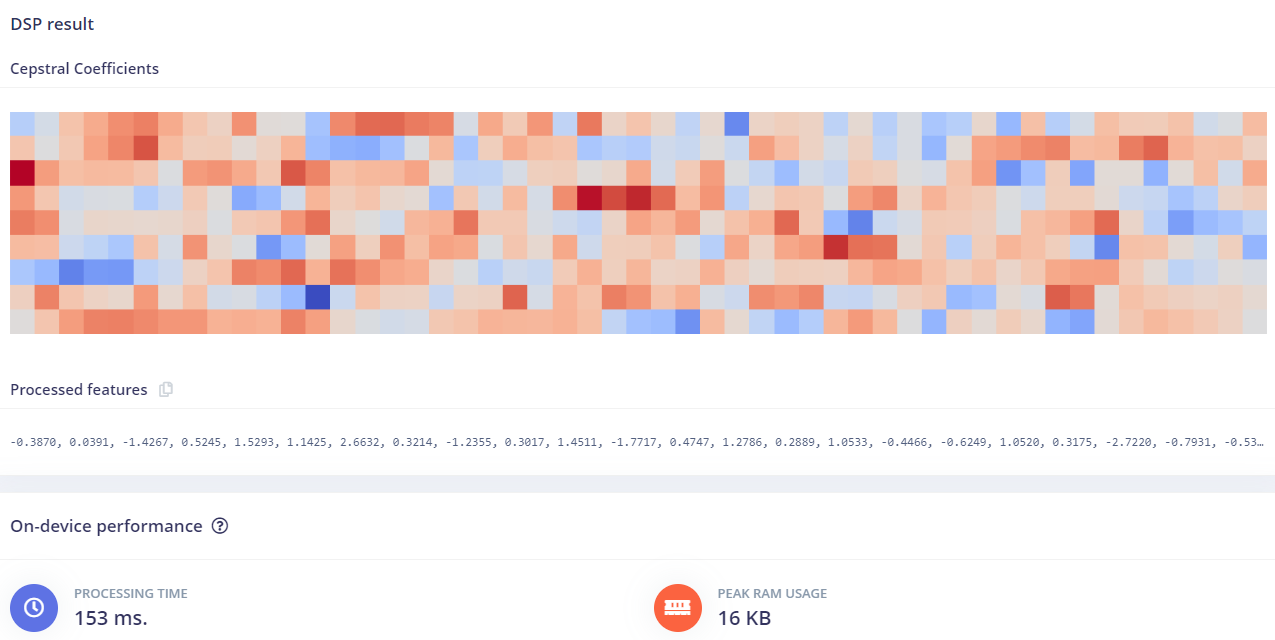 DSP result
Cepstral Coefficients
Processed features
-0.3870, 0.0391, -1.4267, 0.5245, 1.5293, 1.1425, 2.6632, 0.3214, -1.2355, 0.3017, 1.4511, -1.7717, 0.4747, 1.2786, 0.2889, 1.0533, -0.4466, -0.6249, 1.0520, 0.3175, -2.7220, -0.7931, -0.53…
On-device performance
PROCESSING TIME
153 ms.
PEAK RAM USAGE
16 KB